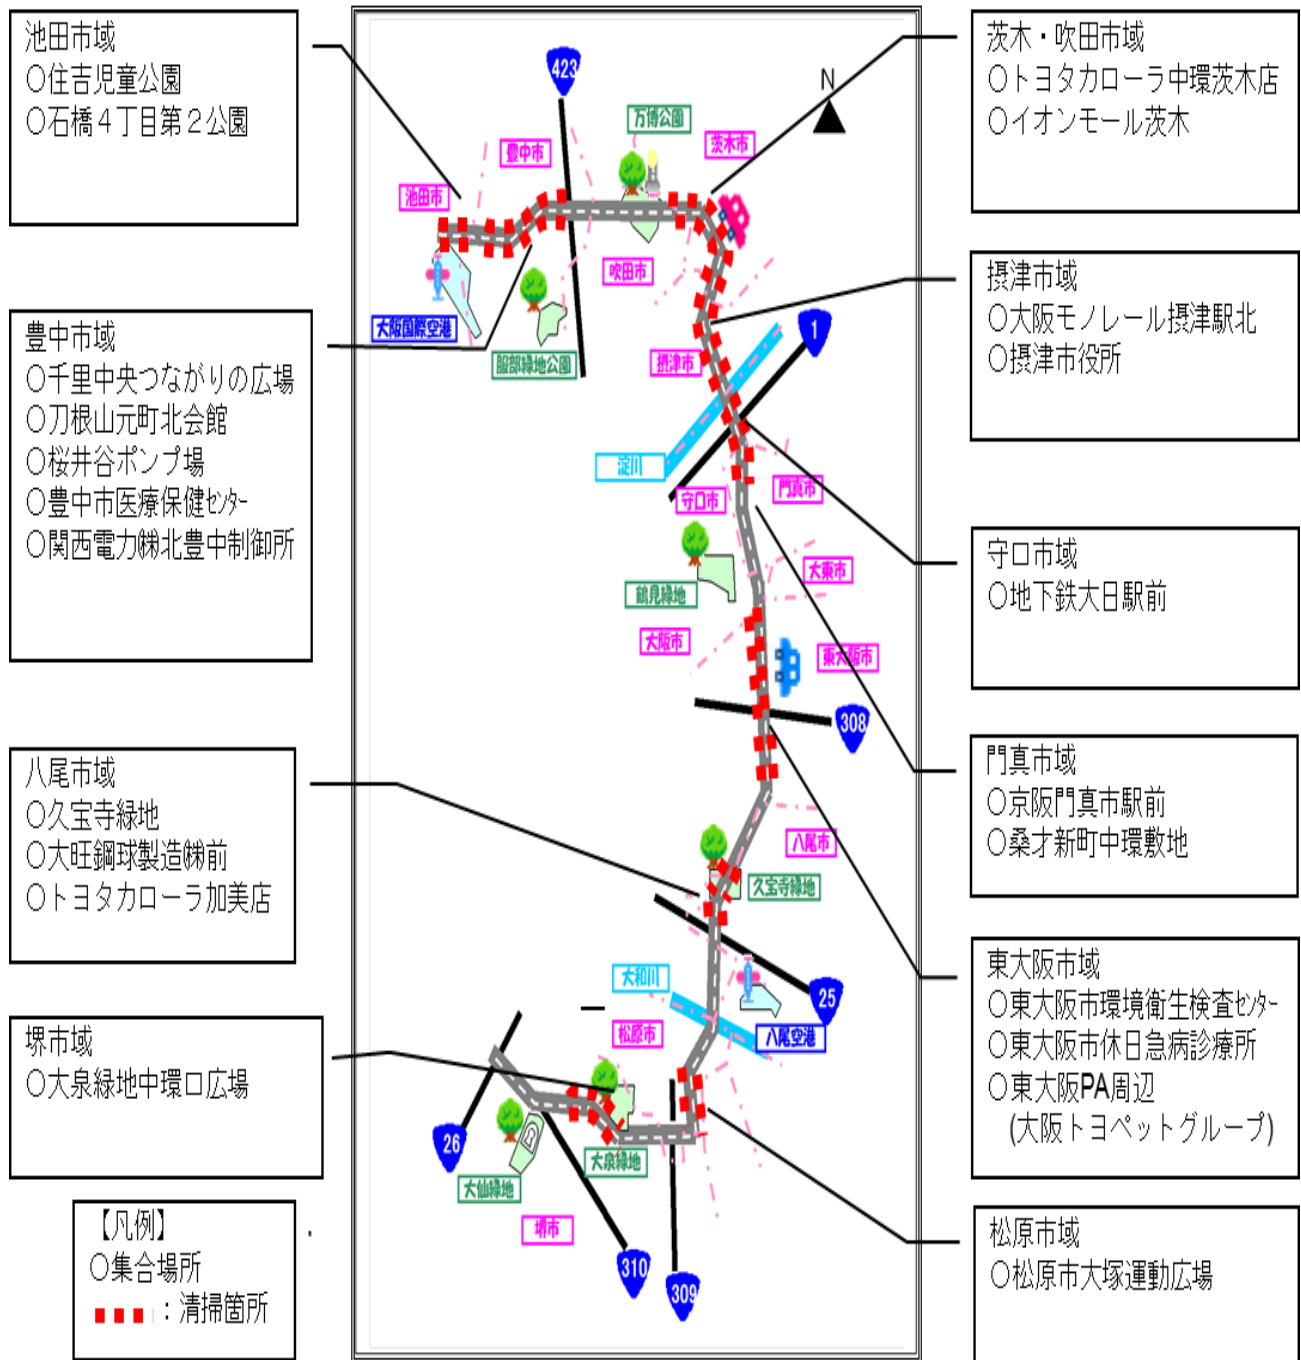 池田市域
○住吉児童公園
○石橋４丁目第２公園
豊中市域
○千里中央つながりの広場
○刀根山元町北会館
○桜井谷ポンプ場
○豊中市医療保健ｾﾝﾀｰ
○関西電力㈱北豊中制御所
八尾市域
○久宝寺緑地
○大旺鋼球製造㈱前
○トヨタカローラ加美店
堺市域
○大泉緑地中環口広場
【凡例】
○集合場所
：清掃箇所
423
万博公園
N
豊中市
茨木市
池田市
吹田市
大阪国際空港
服部緑地公園
摂津市
1
淀川
守口市
門真市
鶴見緑地
大東市
大阪市
東大阪市
308
八尾市
久宝寺緑地
大和川
25
松原市
八尾空港
26
大仙緑地
大泉緑地
堺市
310
309
茨木・吹田市域
○トヨタカローラ中環茨木店
○イオンモール茨木
摂津市域
○大阪モノレール摂津駅北
○摂津市役所
守口市域
○地下鉄大日駅前
門真市域
○京阪門真市駅前
○桑才新町中環敷地
東大阪市域
○東大阪市環境衛生検査ｾﾝﾀｰ
○東大阪市休日急病診療所
○東大阪PA周辺
(大阪トヨペットグループ)
松原市域
○松原市大塚運動広場